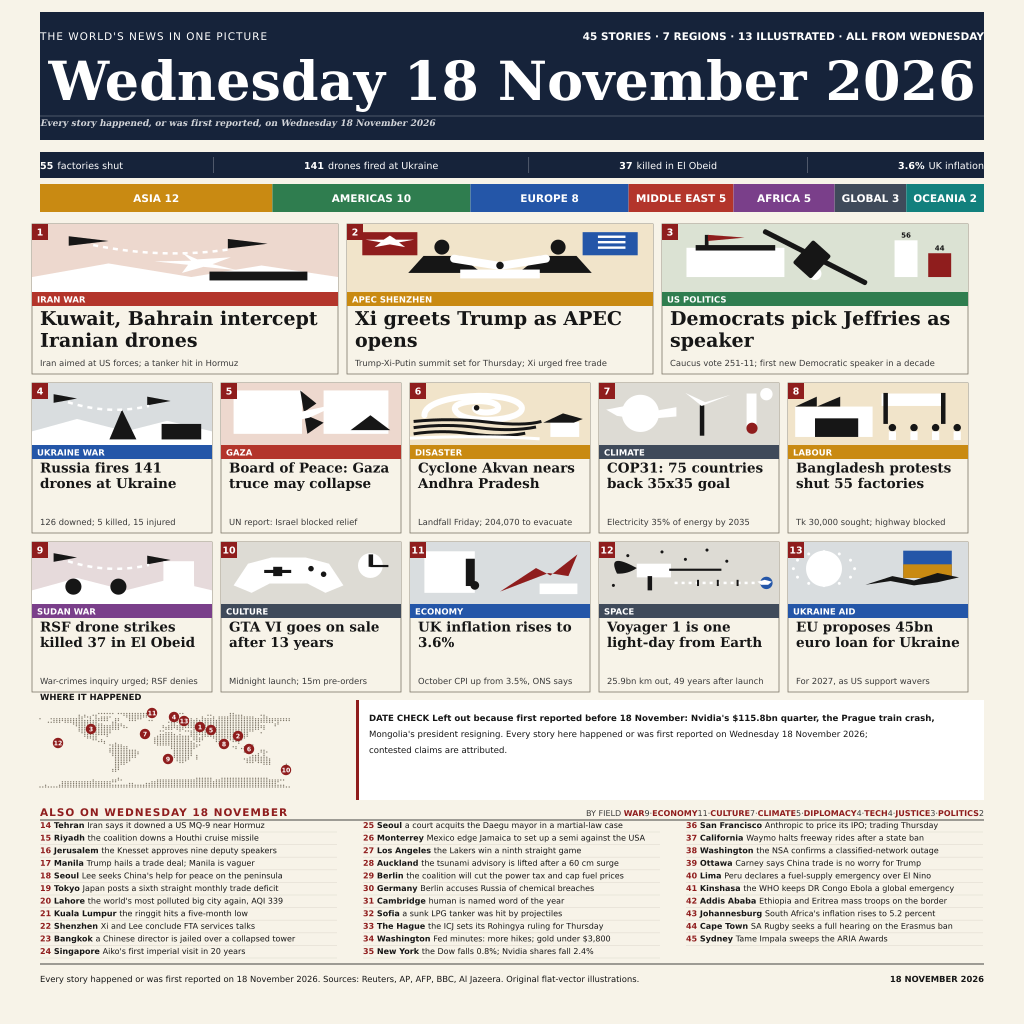 THE WORLD'S NEWS IN ONE PICTURE
45 STORIES · 7 REGIONS · 13 ILLUSTRATED · ALL FROM WEDNESDAY
Wednesday 18 November 2026
Every story happened, or was first reported, on Wednesday 18 November 2026
55 factories shut
141 drones fired at Ukraine
37 killed in El Obeid
3.6% UK inflation
ASIA 12
AMERICAS 10
EUROPE 8
MIDDLE EAST 5
AFRICA 5
GLOBAL 3
OCEANIA 2
1
IRAN WAR
Kuwait, Bahrain intercept
Iranian drones
Iran aimed at US forces; a tanker hit in Hormuz
2
APEC SHENZHEN
Xi greets Trump as APEC
opens
Trump-Xi-Putin summit set for Thursday; Xi urged free trade
3
56
44
US POLITICS
Democrats pick Jeffries as
speaker
Caucus vote 251-11; first new Democratic speaker in a decade
4
UKRAINE WAR
Russia fires 141
drones at Ukraine
126 downed; 5 killed, 15 injured
5
GAZA
Board of Peace: Gaza
truce may collapse
UN report: Israel blocked relief
6
DISASTER
Cyclone Akvan nears
Andhra Pradesh
Landfall Friday; 204,070 to evacuate
7
CLIMATE
COP31: 75 countries
back 35x35 goal
Electricity 35% of energy by 2035
8
LABOUR
Bangladesh protests
shut 55 factories
Tk 30,000 sought; highway blocked
9
SUDAN WAR
RSF drone strikes
killed 37 in El Obeid
War-crimes inquiry urged; RSF denies
10
CULTURE
GTA VI goes on sale
after 13 years
Midnight launch; 15m pre-orders
11
ECONOMY
UK inflation rises to
3.6%
October CPI up from 3.5%, ONS says
12
SPACE
Voyager 1 is one
light-day from Earth
25.9bn km out, 49 years after launch
13
UKRAINE AID
EU proposes 45bn
euro loan for Ukraine
For 2027, as US support wavers
WHERE IT HAPPENED
11
4
13
3
1
5
7
2
12
8
6
9
10
DATE CHECK Left out because first reported before 18 November: Nvidia's $115.8bn quarter, the Prague train crash,
Mongolia's president resigning. Every story here happened or was first reported on Wednesday 18 November 2026;
contested claims are attributed.
ALSO ON WEDNESDAY 18 NOVEMBER
BY FIELD WAR9·ECONOMY11·CULTURE7·CLIMATE5·DIPLOMACY4·TECH4·JUSTICE3·POLITICS2
14 Tehran Iran says it downed a US MQ-9 near Hormuz
15 Riyadh the coalition downs a Houthi cruise missile
16 Jerusalem the Knesset approves nine deputy speakers
17 Manila Trump hails a trade deal; Manila is vaguer
18 Seoul Lee seeks China's help for peace on the peninsula
19 Tokyo Japan posts a sixth straight monthly trade deficit
20 Lahore the world's most polluted big city again, AQI 339
21 Kuala Lumpur the ringgit hits a five-month low
22 Shenzhen Xi and Lee conclude FTA services talks
23 Bangkok a Chinese director is jailed over a collapsed tower
24 Singapore Aiko's first imperial visit in 20 years
25 Seoul a court acquits the Daegu mayor in a martial-law case
26 Monterrey Mexico edge Jamaica to set up a semi against the USA
27 Los Angeles the Lakers win a ninth straight game
28 Auckland the tsunami advisory is lifted after a 60 cm surge
29 Berlin the coalition will cut the power tax and cap fuel prices
30 Germany Berlin accuses Russia of chemical breaches
31 Cambridge human is named word of the year
32 Sofia a sunk LPG tanker was hit by projectiles
33 The Hague the ICJ sets its Rohingya ruling for Thursday
34 Washington Fed minutes: more hikes; gold under $3,800
35 New York the Dow falls 0.8%; Nvidia shares fall 2.4%
36 San Francisco Anthropic to price its IPO; trading Thursday
37 California Waymo halts freeway rides after a state ban
38 Washington the NSA confirms a classified-network outage
39 Ottawa Carney says China trade is no worry for Trump
40 Lima Peru declares a fuel-supply emergency over El Nino
41 Kinshasa the WHO keeps DR Congo Ebola a global emergency
42 Addis Ababa Ethiopia and Eritrea mass troops on the border
43 Johannesburg South Africa's inflation rises to 5.2 percent
44 Cape Town SA Rugby seeks a full hearing on the Erasmus ban
45 Sydney Tame Impala sweeps the ARIA Awards
Every story happened or was first reported on 18 November 2026. Sources: Reuters, AP, AFP, BBC, Al Jazeera. Original flat-vector illustrations.
18 NOVEMBER 2026